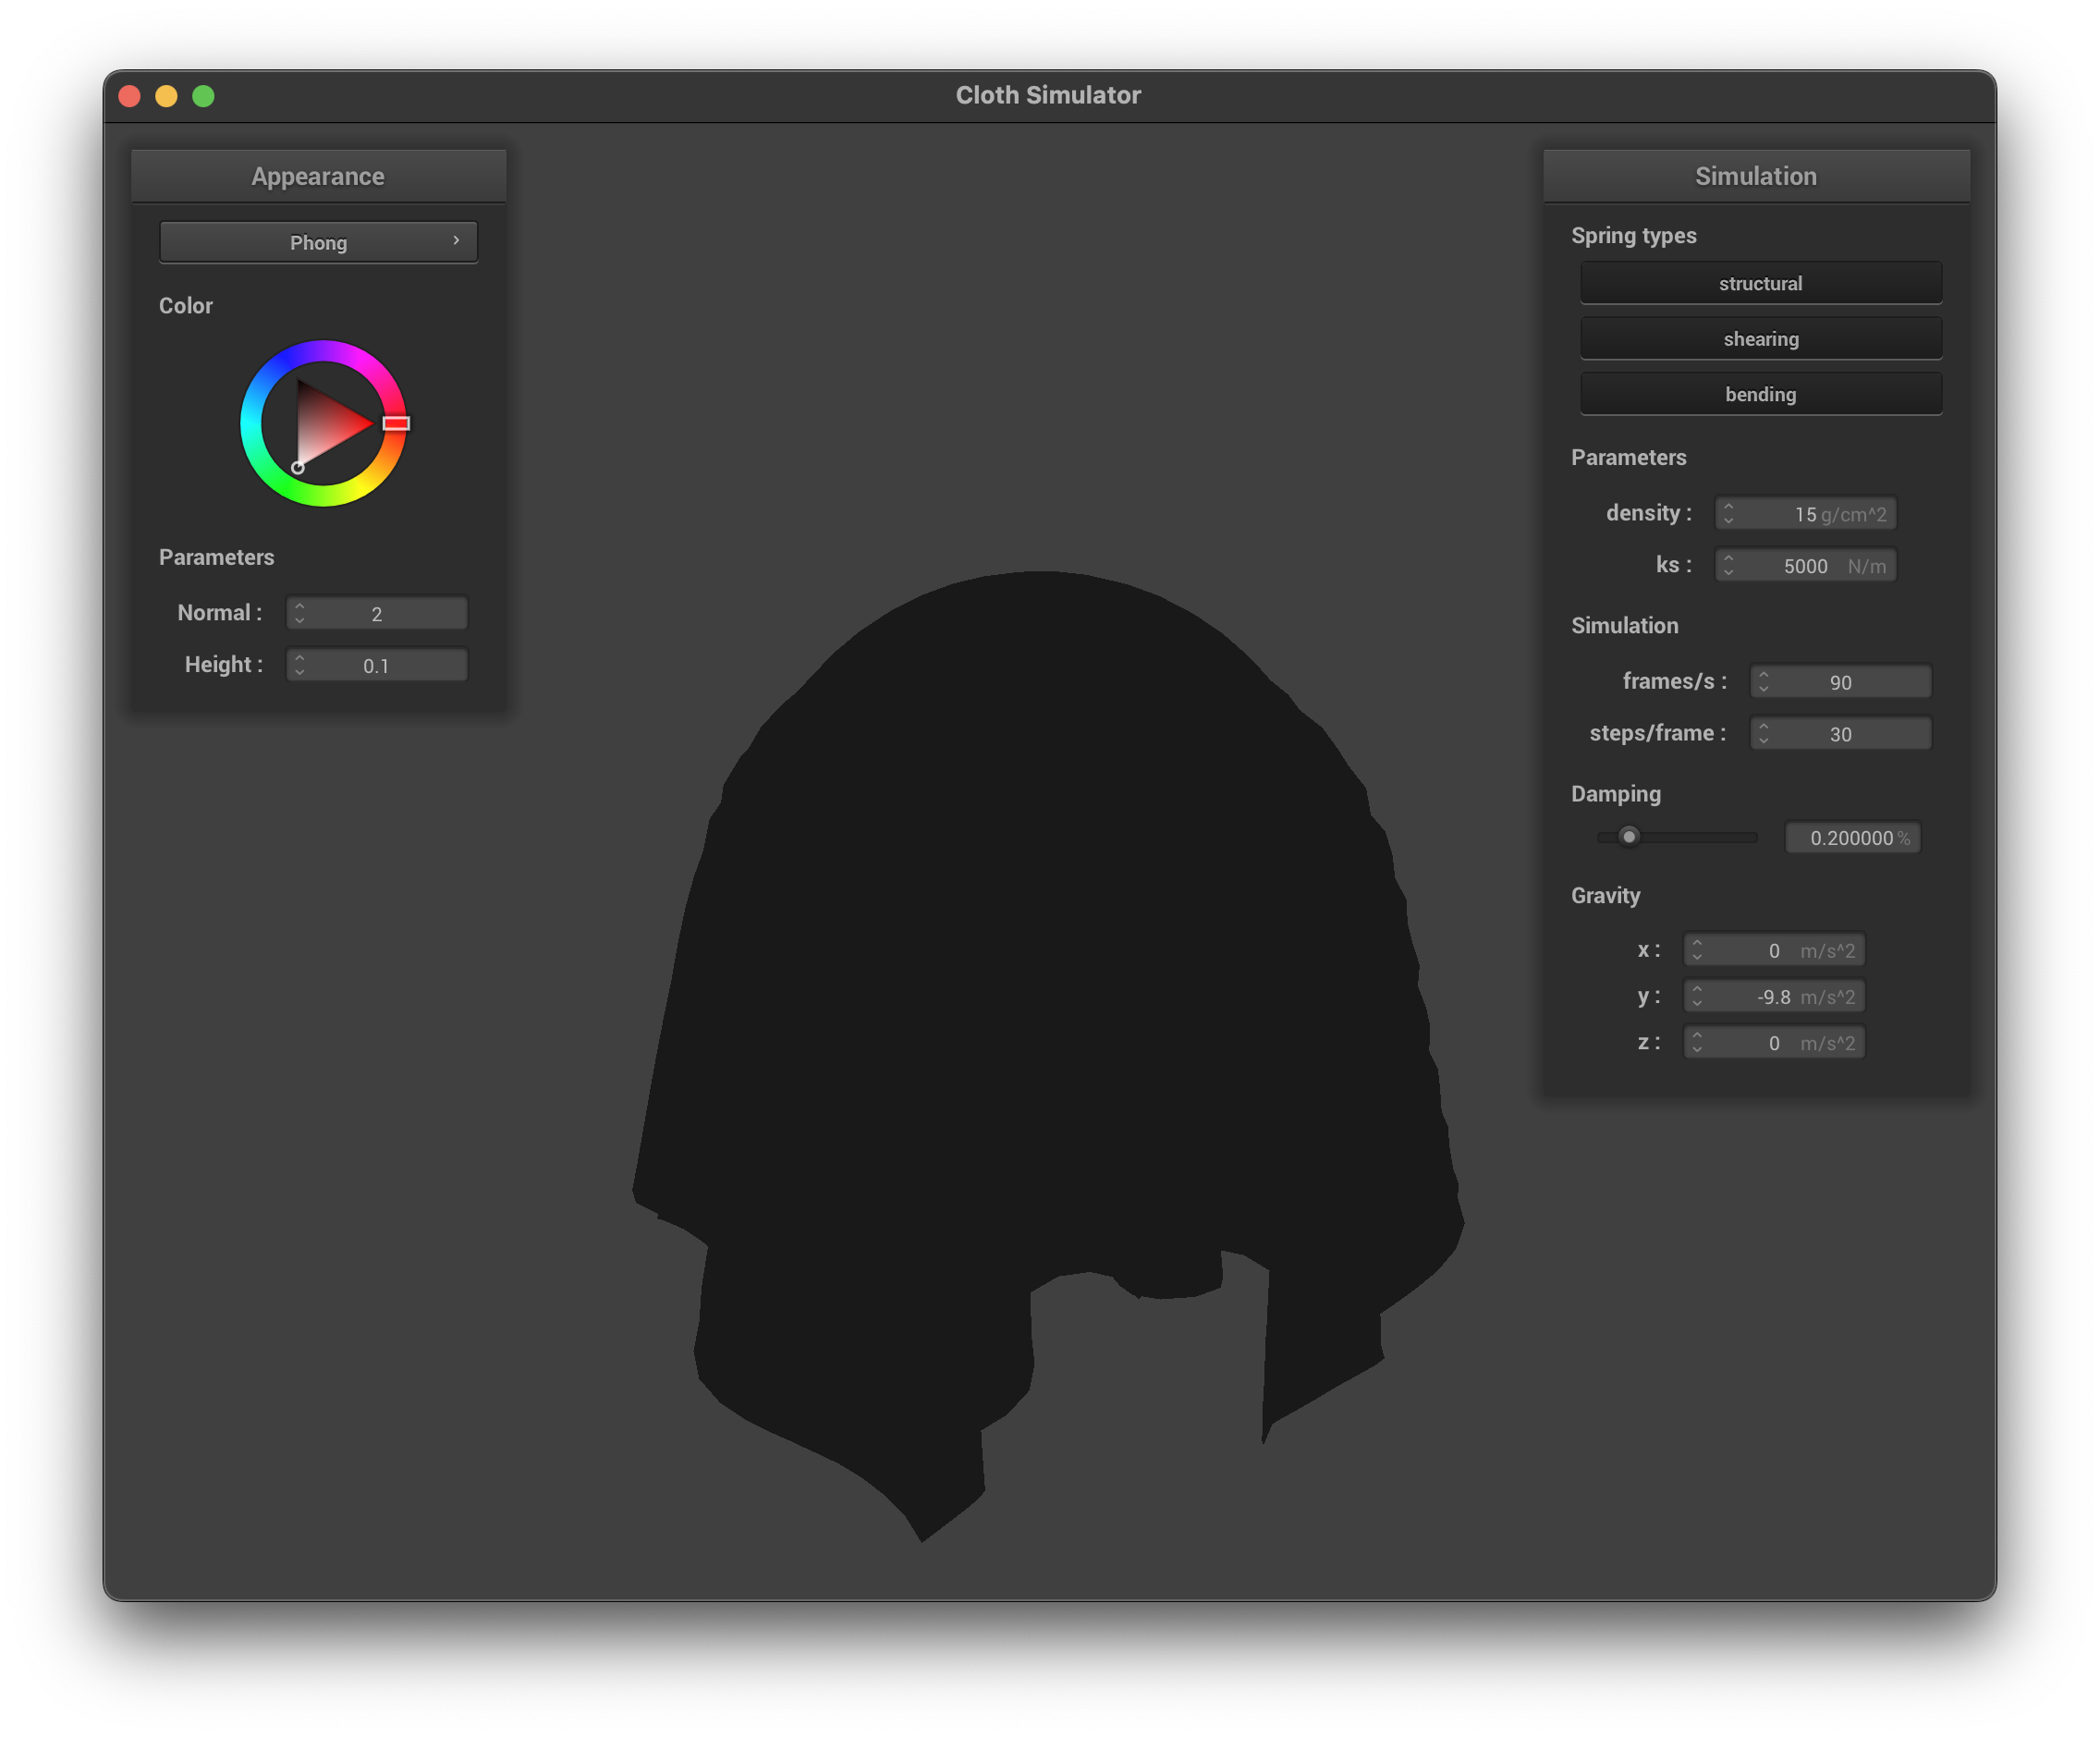 Cloth Simulator
Appearance
Phong
Color
Parameters
Normal : 2
Height : 0.1
Simulation
Spring types
structural
shearing
bending
Parameters
density : 15 g/cm^2
ks : 5000 N/m
Simulation
frames/s : 90
steps/frame : 30
Damping
0.200000 %
Gravity
x : 0 m/s^2
y : -9.8 m/s^2
z : 0 m/s^2